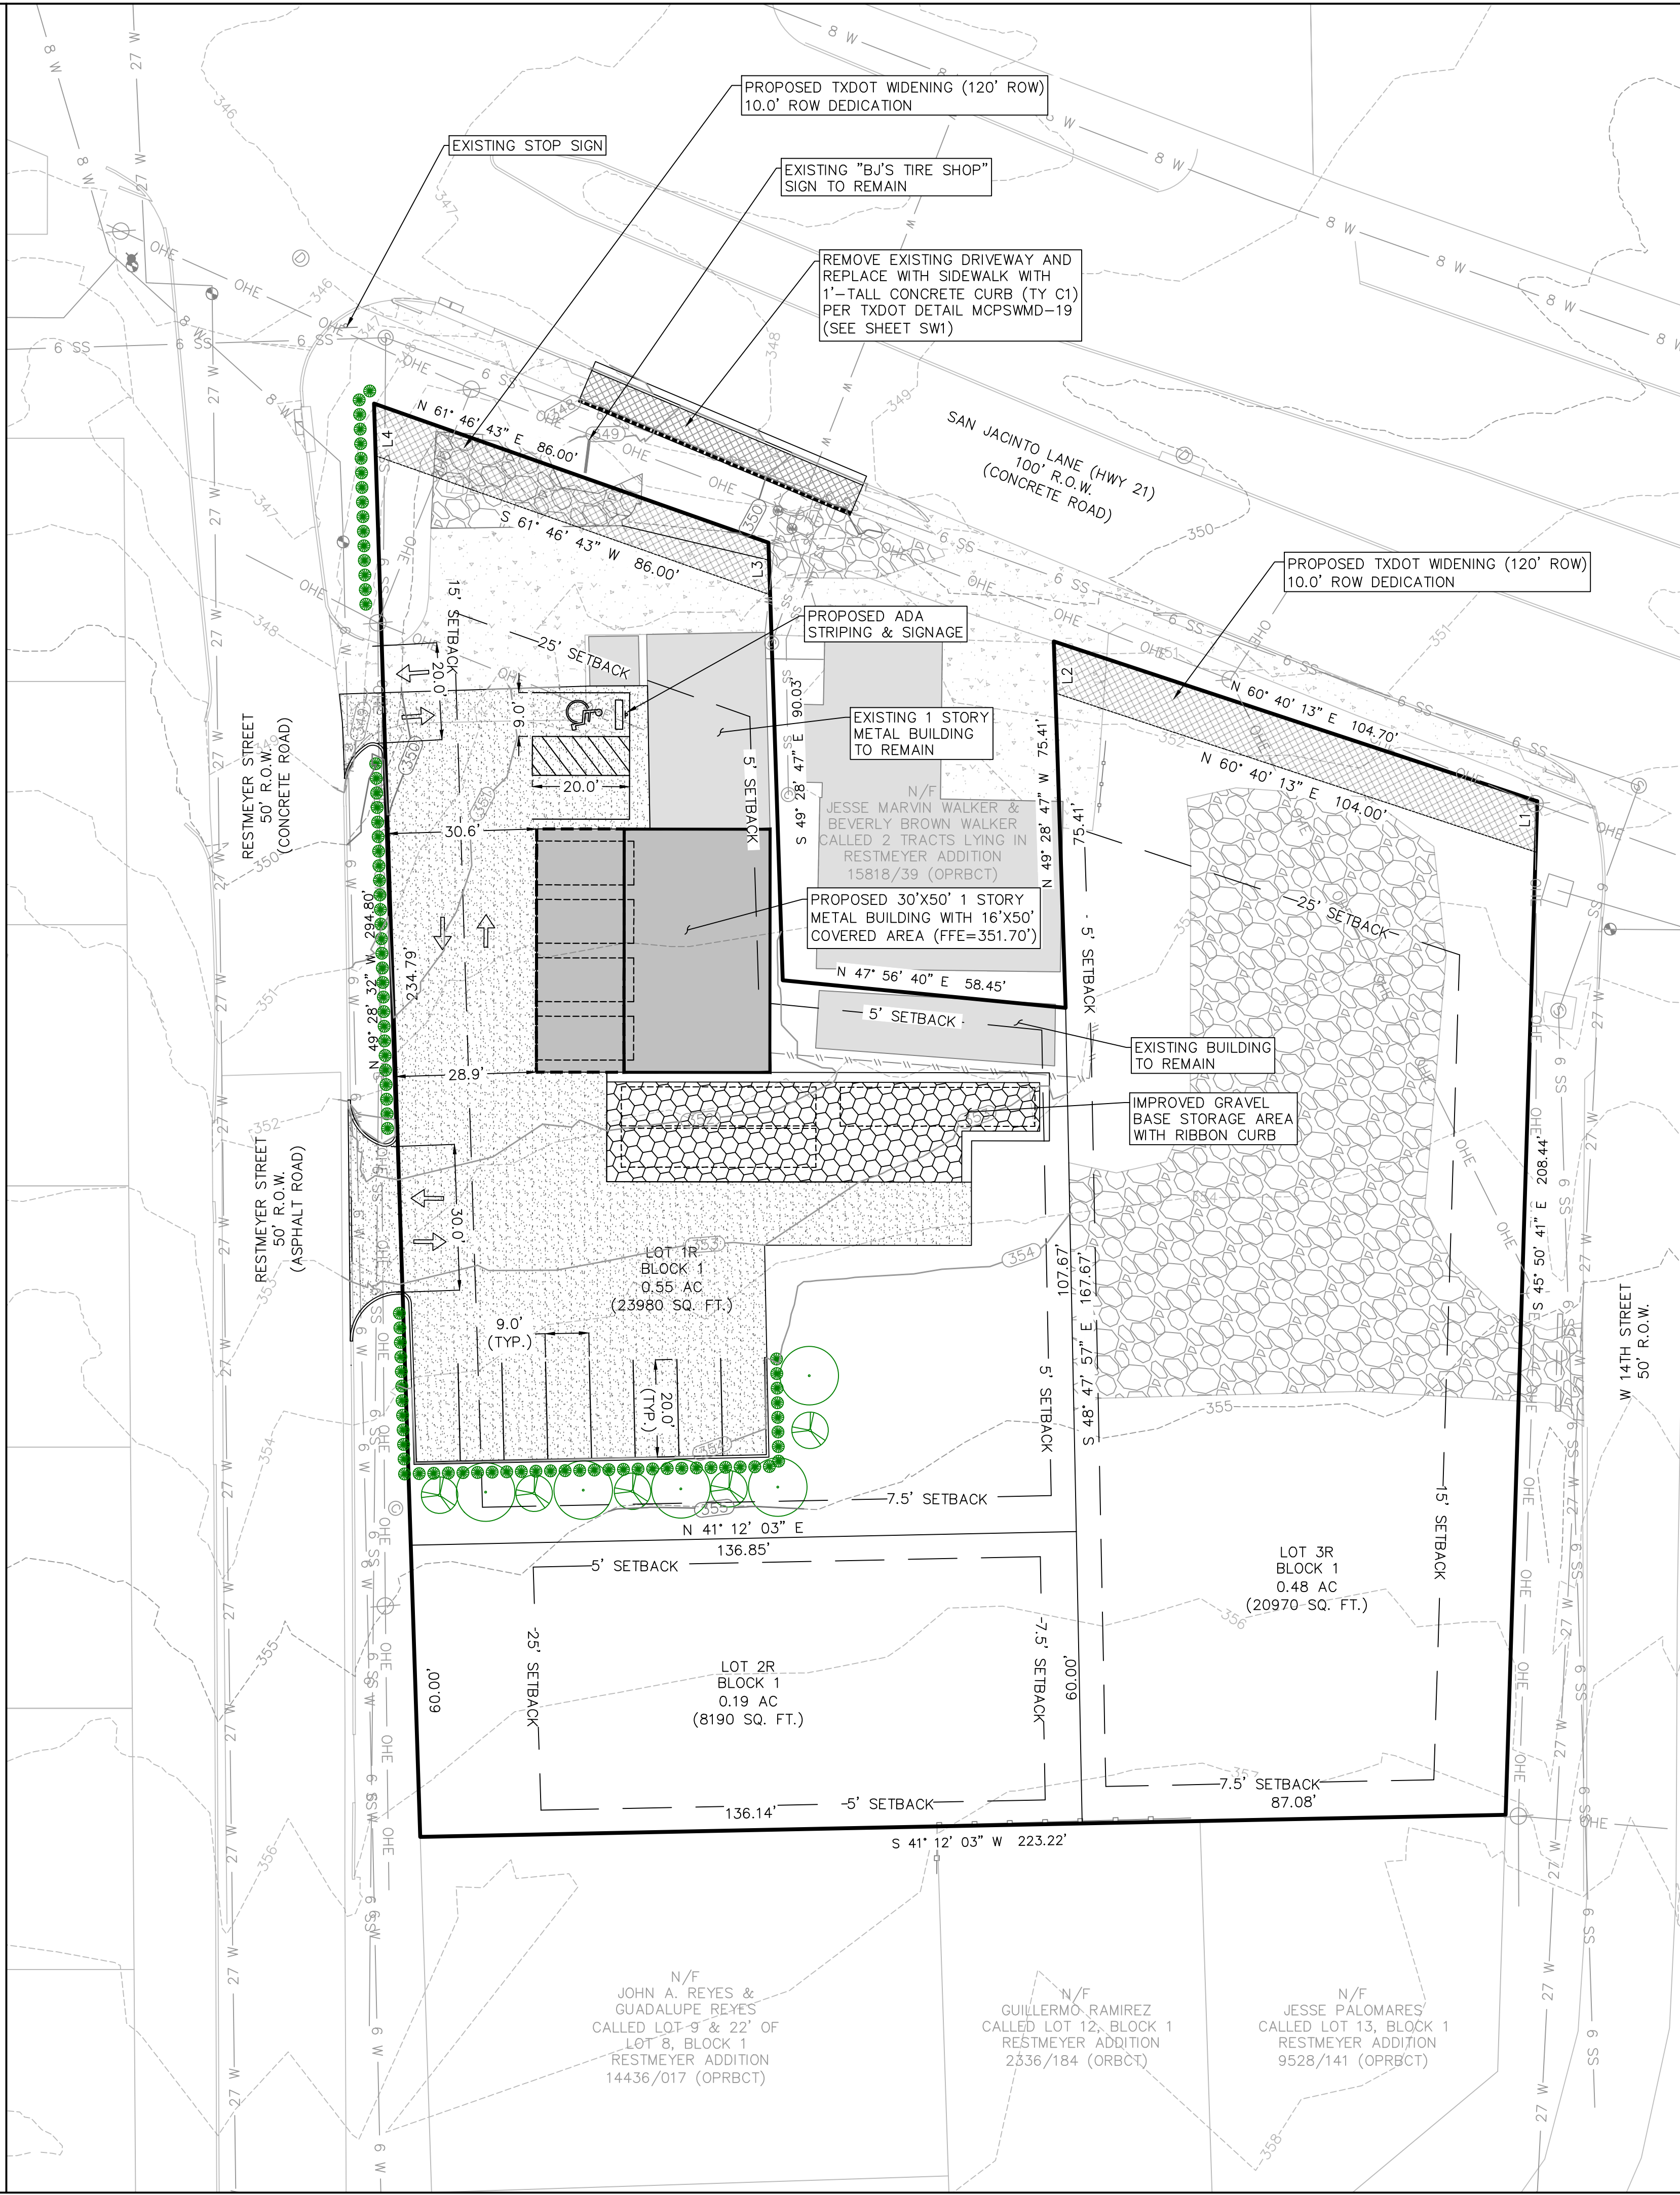 PROPOSED TXDOT WIDENING (120' ROW)
10.0' ROW DEDICATION
EXISTING STOP SIGN
EXISTING "BJ'S TIRE SHOP"
SIGN TO REMAIN
REMOVE EXISTING DRIVEWAY AND
REPLACE WITH SIDEWALK WITH
1'-TALL CONCRETE CURB (TY C1)
PER TXDOT DETAIL MCPSWMD-19
(SEE SHEET SW1)
SAN JACINTO LANE (HWY 21)
100' R.O.W.
(CONCRETE ROAD)
N 61° 46' 43" E 86.00'
L4
S 61° 46' 43" W 86.00'
L3
PROPOSED TXDOT WIDENING (120' ROW)
10.0' ROW DEDICATION
15' SETBACK
25' SETBACK
PROPOSED ADA
STRIPING & SIGNAGE
L2
N 60° 40' 13" E 104.70'
N 60° 40' 13" E 104.00'
L1
20.0'
9.0'
20.0'
EXISTING 1 STORY
METAL BUILDING
TO REMAIN
5' SETBACK
S 49° 28' 47" E 90.03'
N 49° 28' 47" W 75.41'
75.41'
RESTMEYER STREET
50' R.O.W.
(CONCRETE ROAD)
N/F
JESSE MARVIN WALKER &
BEVERLY BROWN WALKER
CALLED 2 TRACTS LYING IN
RESTMEYER ADDITION
15818/39 (OPRBCT)
30.6'
PROPOSED 30'X50' 1 STORY
METAL BUILDING WITH 16'X50'
COVERED AREA (FFE=351.70')
25' SETBACK
N 49° 28' 32" W 294.80'
234.79'
N 47° 56' 40" E 58.45'
5' SETBACK
5' SETBACK
EXISTING BUILDING
TO REMAIN
28.9'
IMPROVED GRAVEL
BASE STORAGE AREA
WITH RIBBON CURB
RESTMEYER STREET
50' R.O.W.
(ASPHALT ROAD)
30.0'
S 45° 50' 41" E 208.44'
LOT 1R
BLOCK 1
0.55 AC
(23980 SQ. FT.)
107.67'
S 48° 47' 57" E 167.67'
9.0'
(TYP.)
20.0'
(TYP.)
5' SETBACK
W 14TH STREET
50' R.O.W.
7.5' SETBACK
15' SETBACK
N 41° 12' 03" E
136.85'
5' SETBACK
LOT 3R
BLOCK 1
0.48 AC
(20970 SQ. FT.)
25' SETBACK
LOT 2R
BLOCK 1
0.19 AC
(8190 SQ. FT.)
7.5' SETBACK
60.00'
60.00'
7.5' SETBACK
87.08'
136.14'
5' SETBACK
S 41° 12' 03" W 223.22'
N/F
JOHN A. REYES &
GUADALUPE REYES
CALLED LOT 9 & 22' OF
LOT 8, BLOCK 1
RESTMEYER ADDITION
14436/017 (OPRBCT)
N/F
GUILLERMO RAMIREZ
CALLED LOT 12, BLOCK 1
RESTMEYER ADDITION
2336/184 (ORBCT)
N/F
JESSE PALOMARES
CALLED LOT 13, BLOCK 1
RESTMEYER ADDITION
9528/141 (OPRBCT)